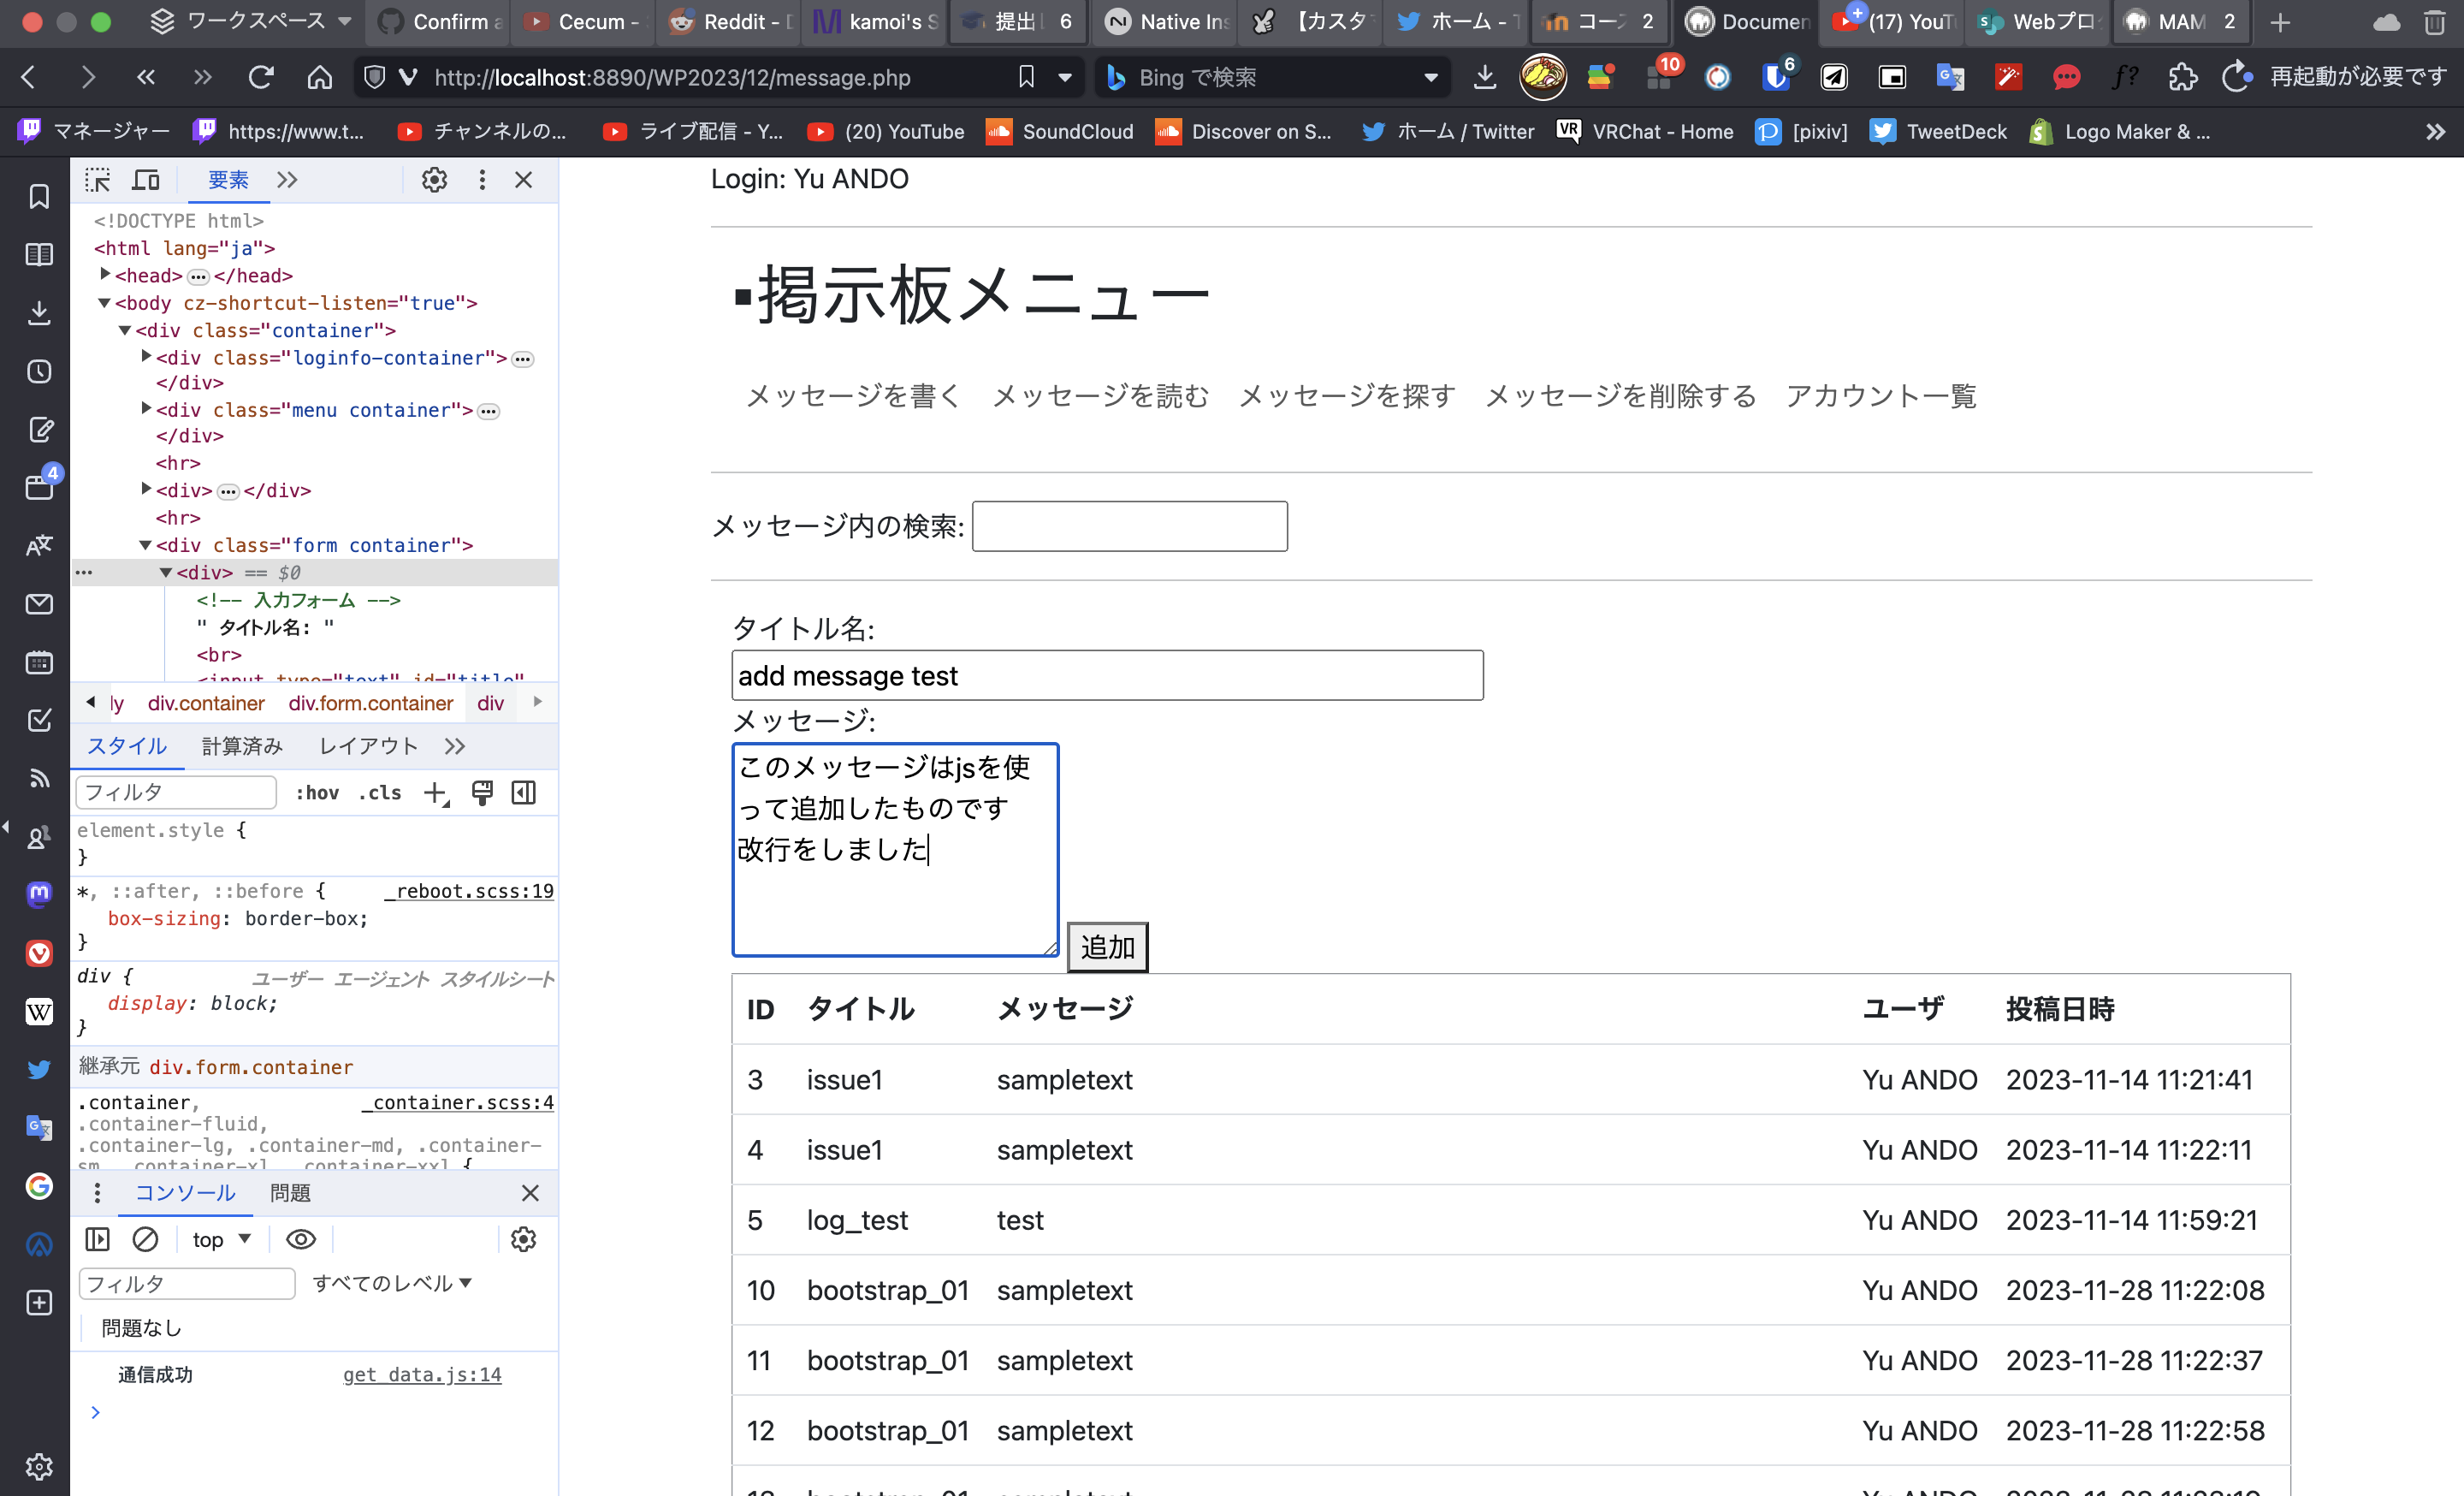 ワークスペース
Confirm a
Cecum -
Reddit - D
kamoi's S
提出 6
Native Ins
【カスタ
ホーム - T
コー 2
Documen
(17) YouTu
Webプロ
MAM 2
http://localhost:8890/WP2023/12/message.php
Bing で検索
10
6
再起動が必要です
マネージャー
https://www.t...
チャンネルの...
ライブ配信 - Y...
(20) YouTube
SoundCloud
Discover on S...
ホーム / Twitter
VRChat - Home
[pixiv]
TweetDeck
Logo Maker & ...
4
要素
<!DOCTYPE html>
<html lang="ja">
<head> ••• </head>
<body cz-shortcut-listen="true">
<div class="container">
<div class="loginfo-container"> •••
</div>
<div class="menu container"> •••
</div>
<hr>
<div> ••• </div>
<hr>
<div class="form container">
••• <div> == $0
<!-- 入力フォーム -->
" タイトル名: "
<br>
<input type="text" id="title"
ly div.container div.form.container div
スタイル 計算済み レイアウト
フィルタ :hov .cls
element.style {
}
*, ::after, ::before { _reboot.scss:19
box-sizing: border-box;
}
div { ユーザー エージェント スタイルシート
display: block;
}
継承元 div.form.container
.container, _container.scss:4
.container-fluid,
.container-lg, .container-md, .container-
sm, .container-xl, .container-xxl {
コンソール 問題
top
フィルタ すべてのレベル
問題なし
通信成功 get_data.js:14
Login: Yu ANDO
▪掲示板メニュー
メッセージを書く メッセージを読む メッセージを探す メッセージを削除する アカウント一覧
メッセージ内の検索:
タイトル名:
add message test
メッセージ:
このメッセージはjsを使
って追加したものです
改行をしました
追加
ID タイトル メッセージ ユーザ 投稿日時
3 issue1 sampletext Yu ANDO 2023-11-14 11:21:41
4 issue1 sampletext Yu ANDO 2023-11-14 11:22:11
5 log_test test Yu ANDO 2023-11-14 11:59:21
10 bootstrap_01 sampletext Yu ANDO 2023-11-28 11:22:08
11 bootstrap_01 sampletext Yu ANDO 2023-11-28 11:22:37
12 bootstrap_01 sampletext Yu ANDO 2023-11-28 11:22:58